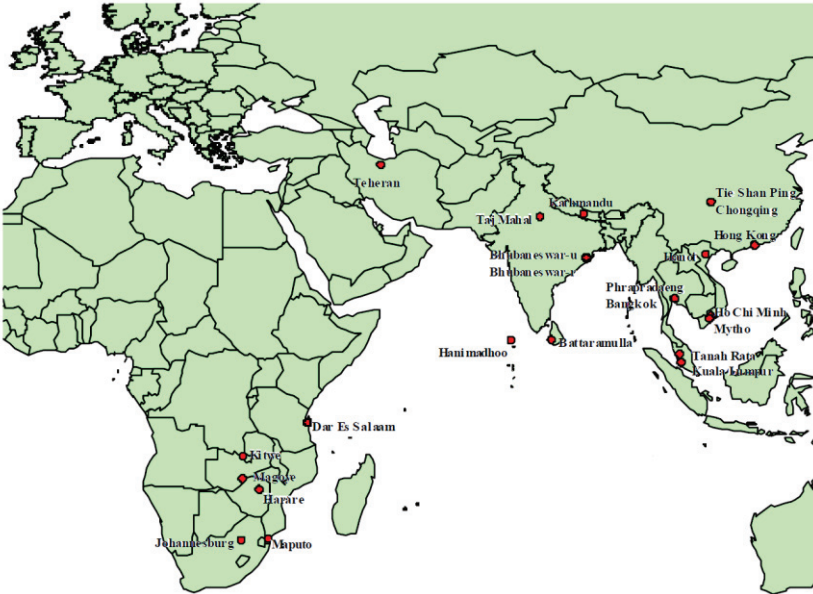 Teheran
Tie Shan Ping
Chongqing
Kathmandu
Taj Mahal
Hong Kong
Bhubaneswar-u
Hanoi
Bhubaneswar-r
Phrapradaeng
Bangkok
Ho Chi Minh
Mytho
Hanimadhoo
Battaramulla
Tanah Rata
Kuala Lumpur
Dar Es Salaam
Kitwe
Magoye
Harare
Johannesburg
Maputo